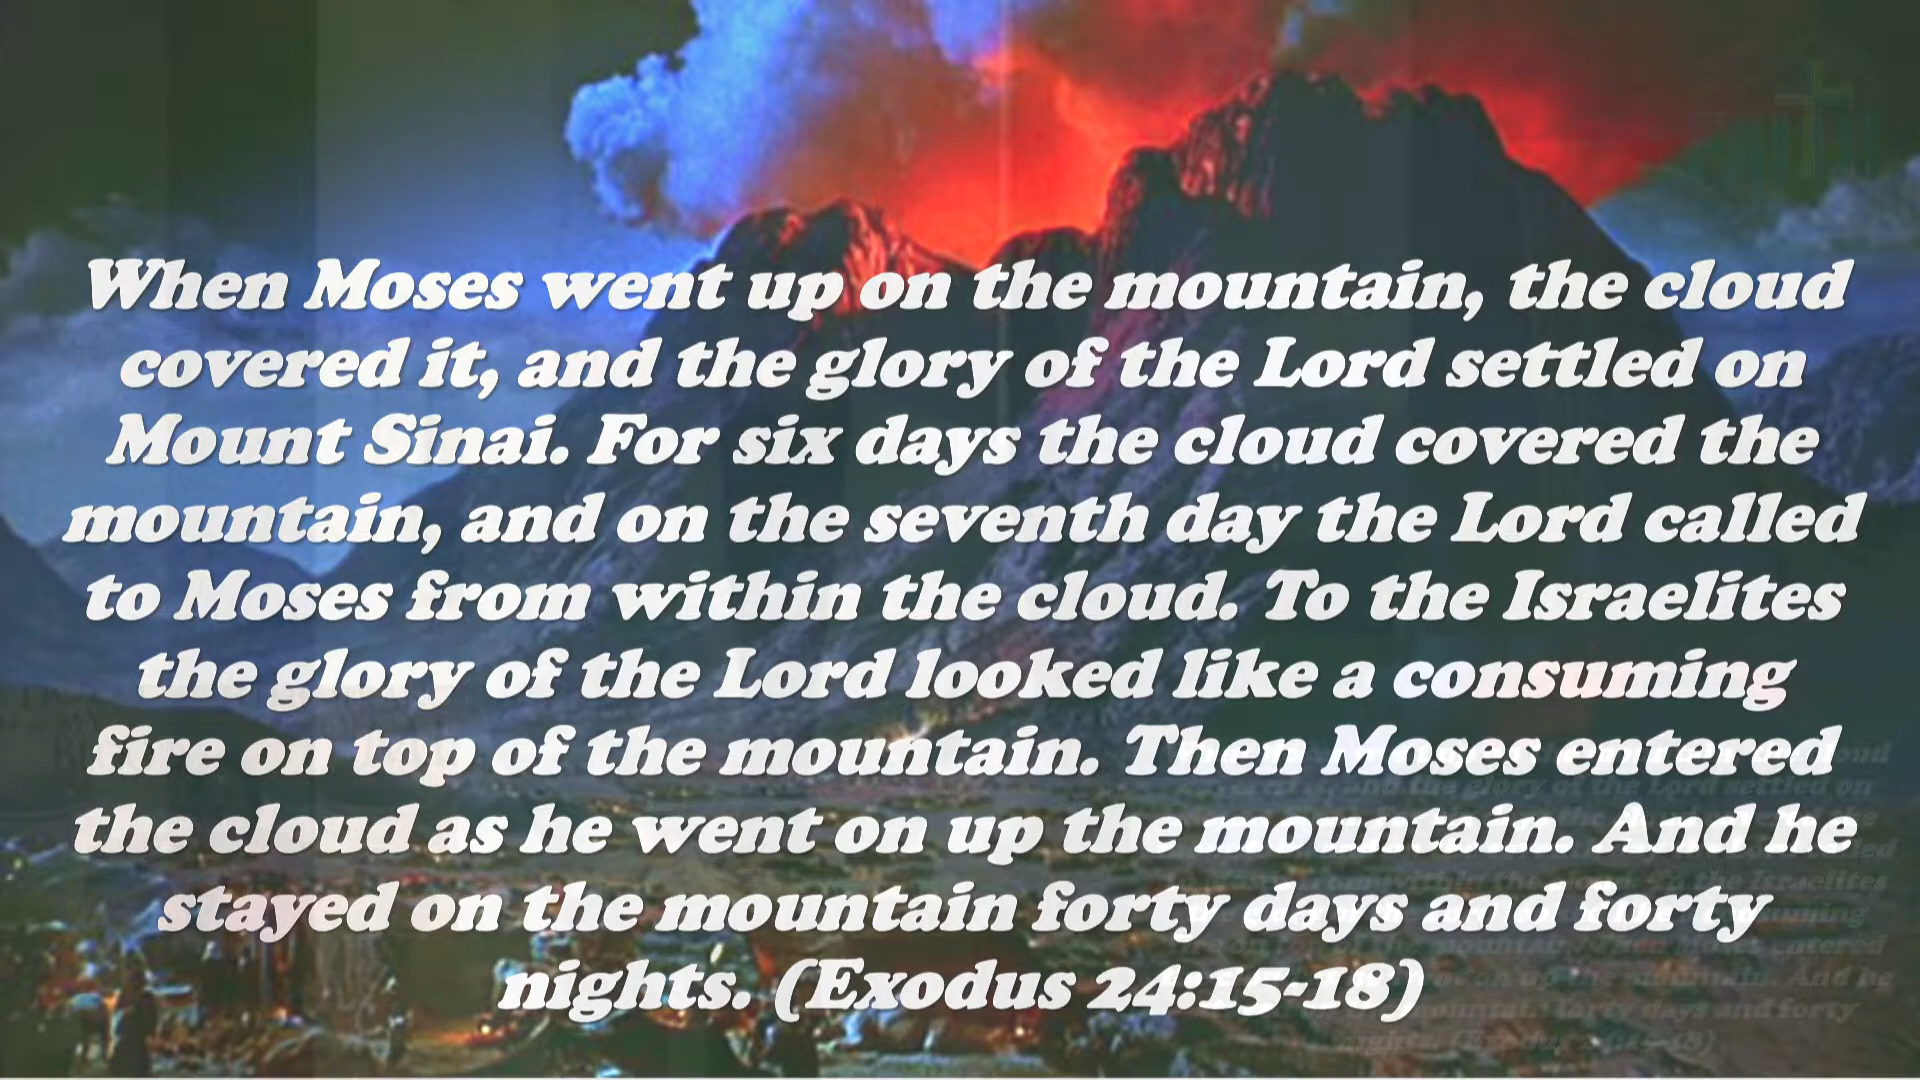 When Moses went up on the mountain, the cloud
covered it, and the glory of the Lord settled on
Mount Sinai. For six days the cloud covered the
mountain, and on the seventh day the Lord called
to Moses from within the cloud. To the Israelites
the glory of the Lord looked like a consuming
fire on top of the mountain. Then Moses entered
the cloud as he went on up the mountain. And he
stayed on the mountain forty days and forty
nights. (Exodus 24:15-18)